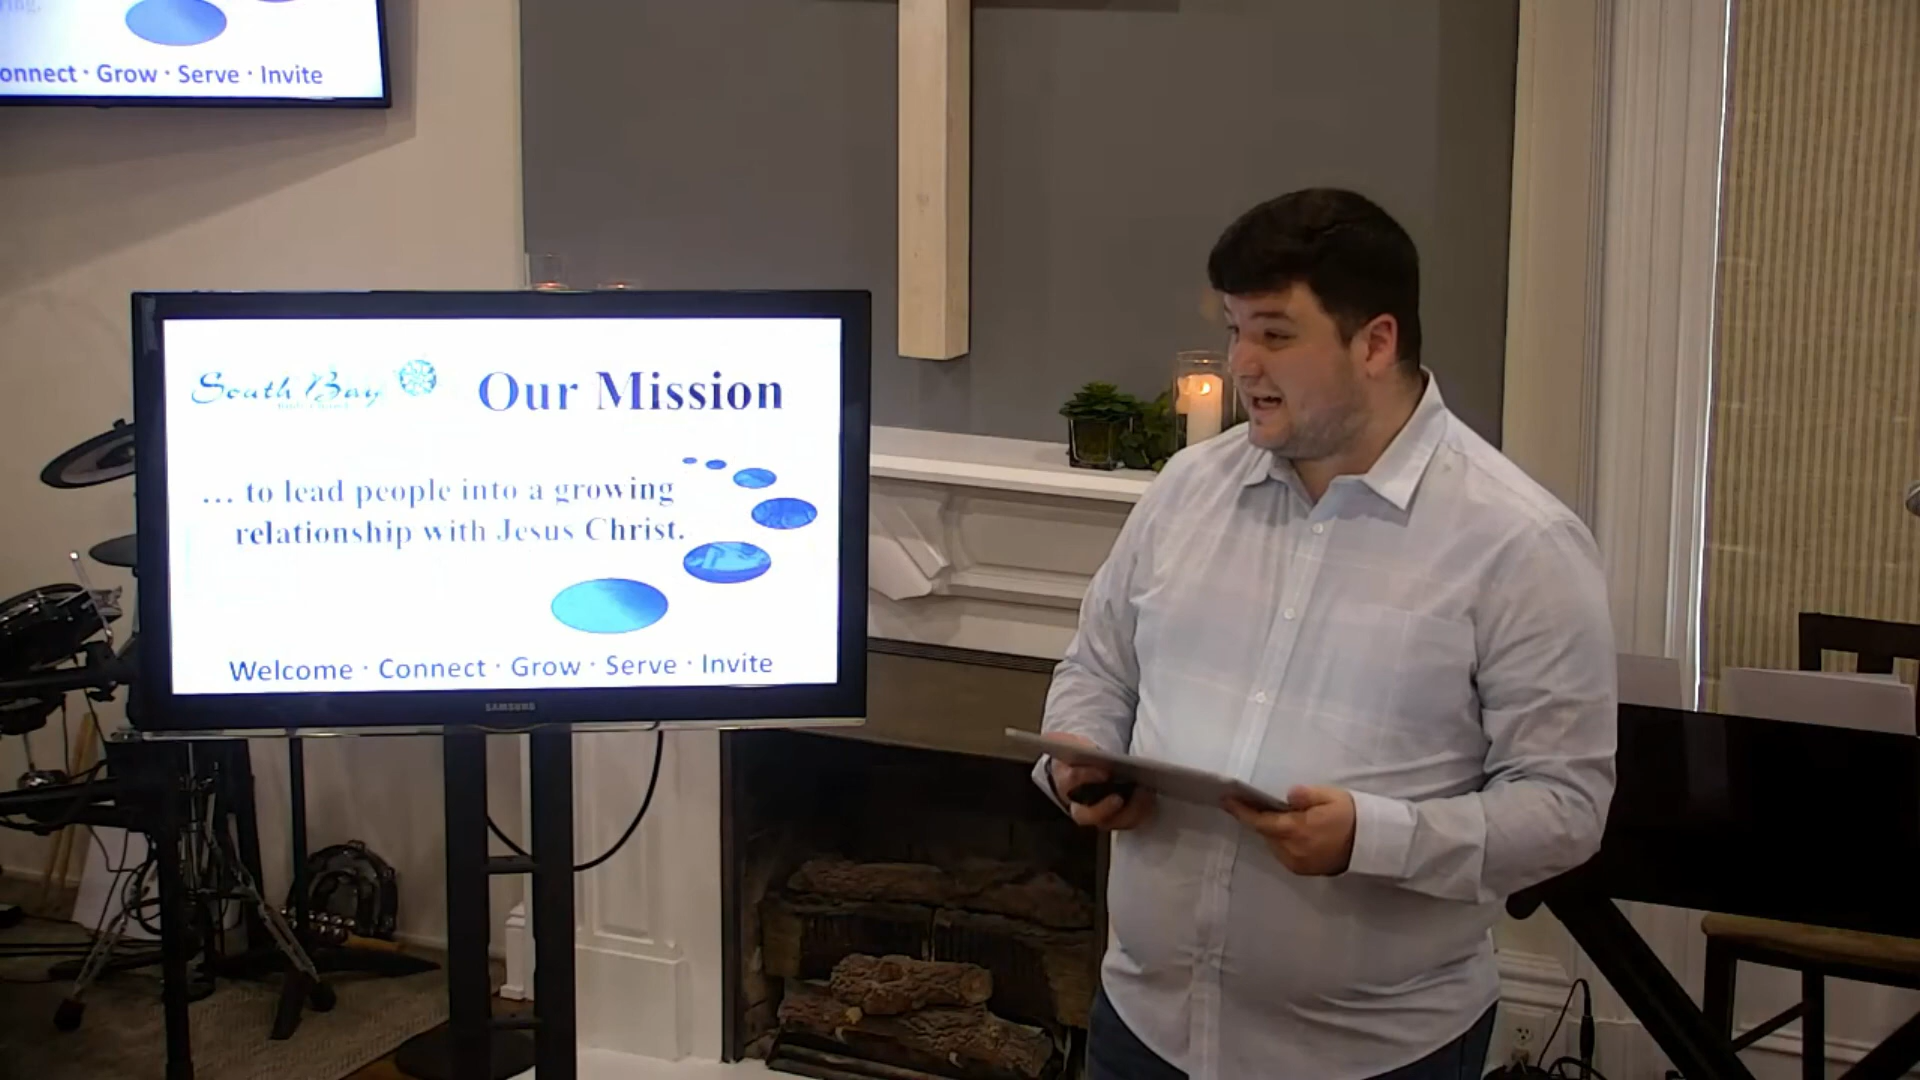 Connect · Grow · Serve · Invite
South Bay
Our Mission
... to lead people into a growing
relationship with Jesus Christ.
Welcome · Connect · Grow · Serve · Invite
SAMSUNG